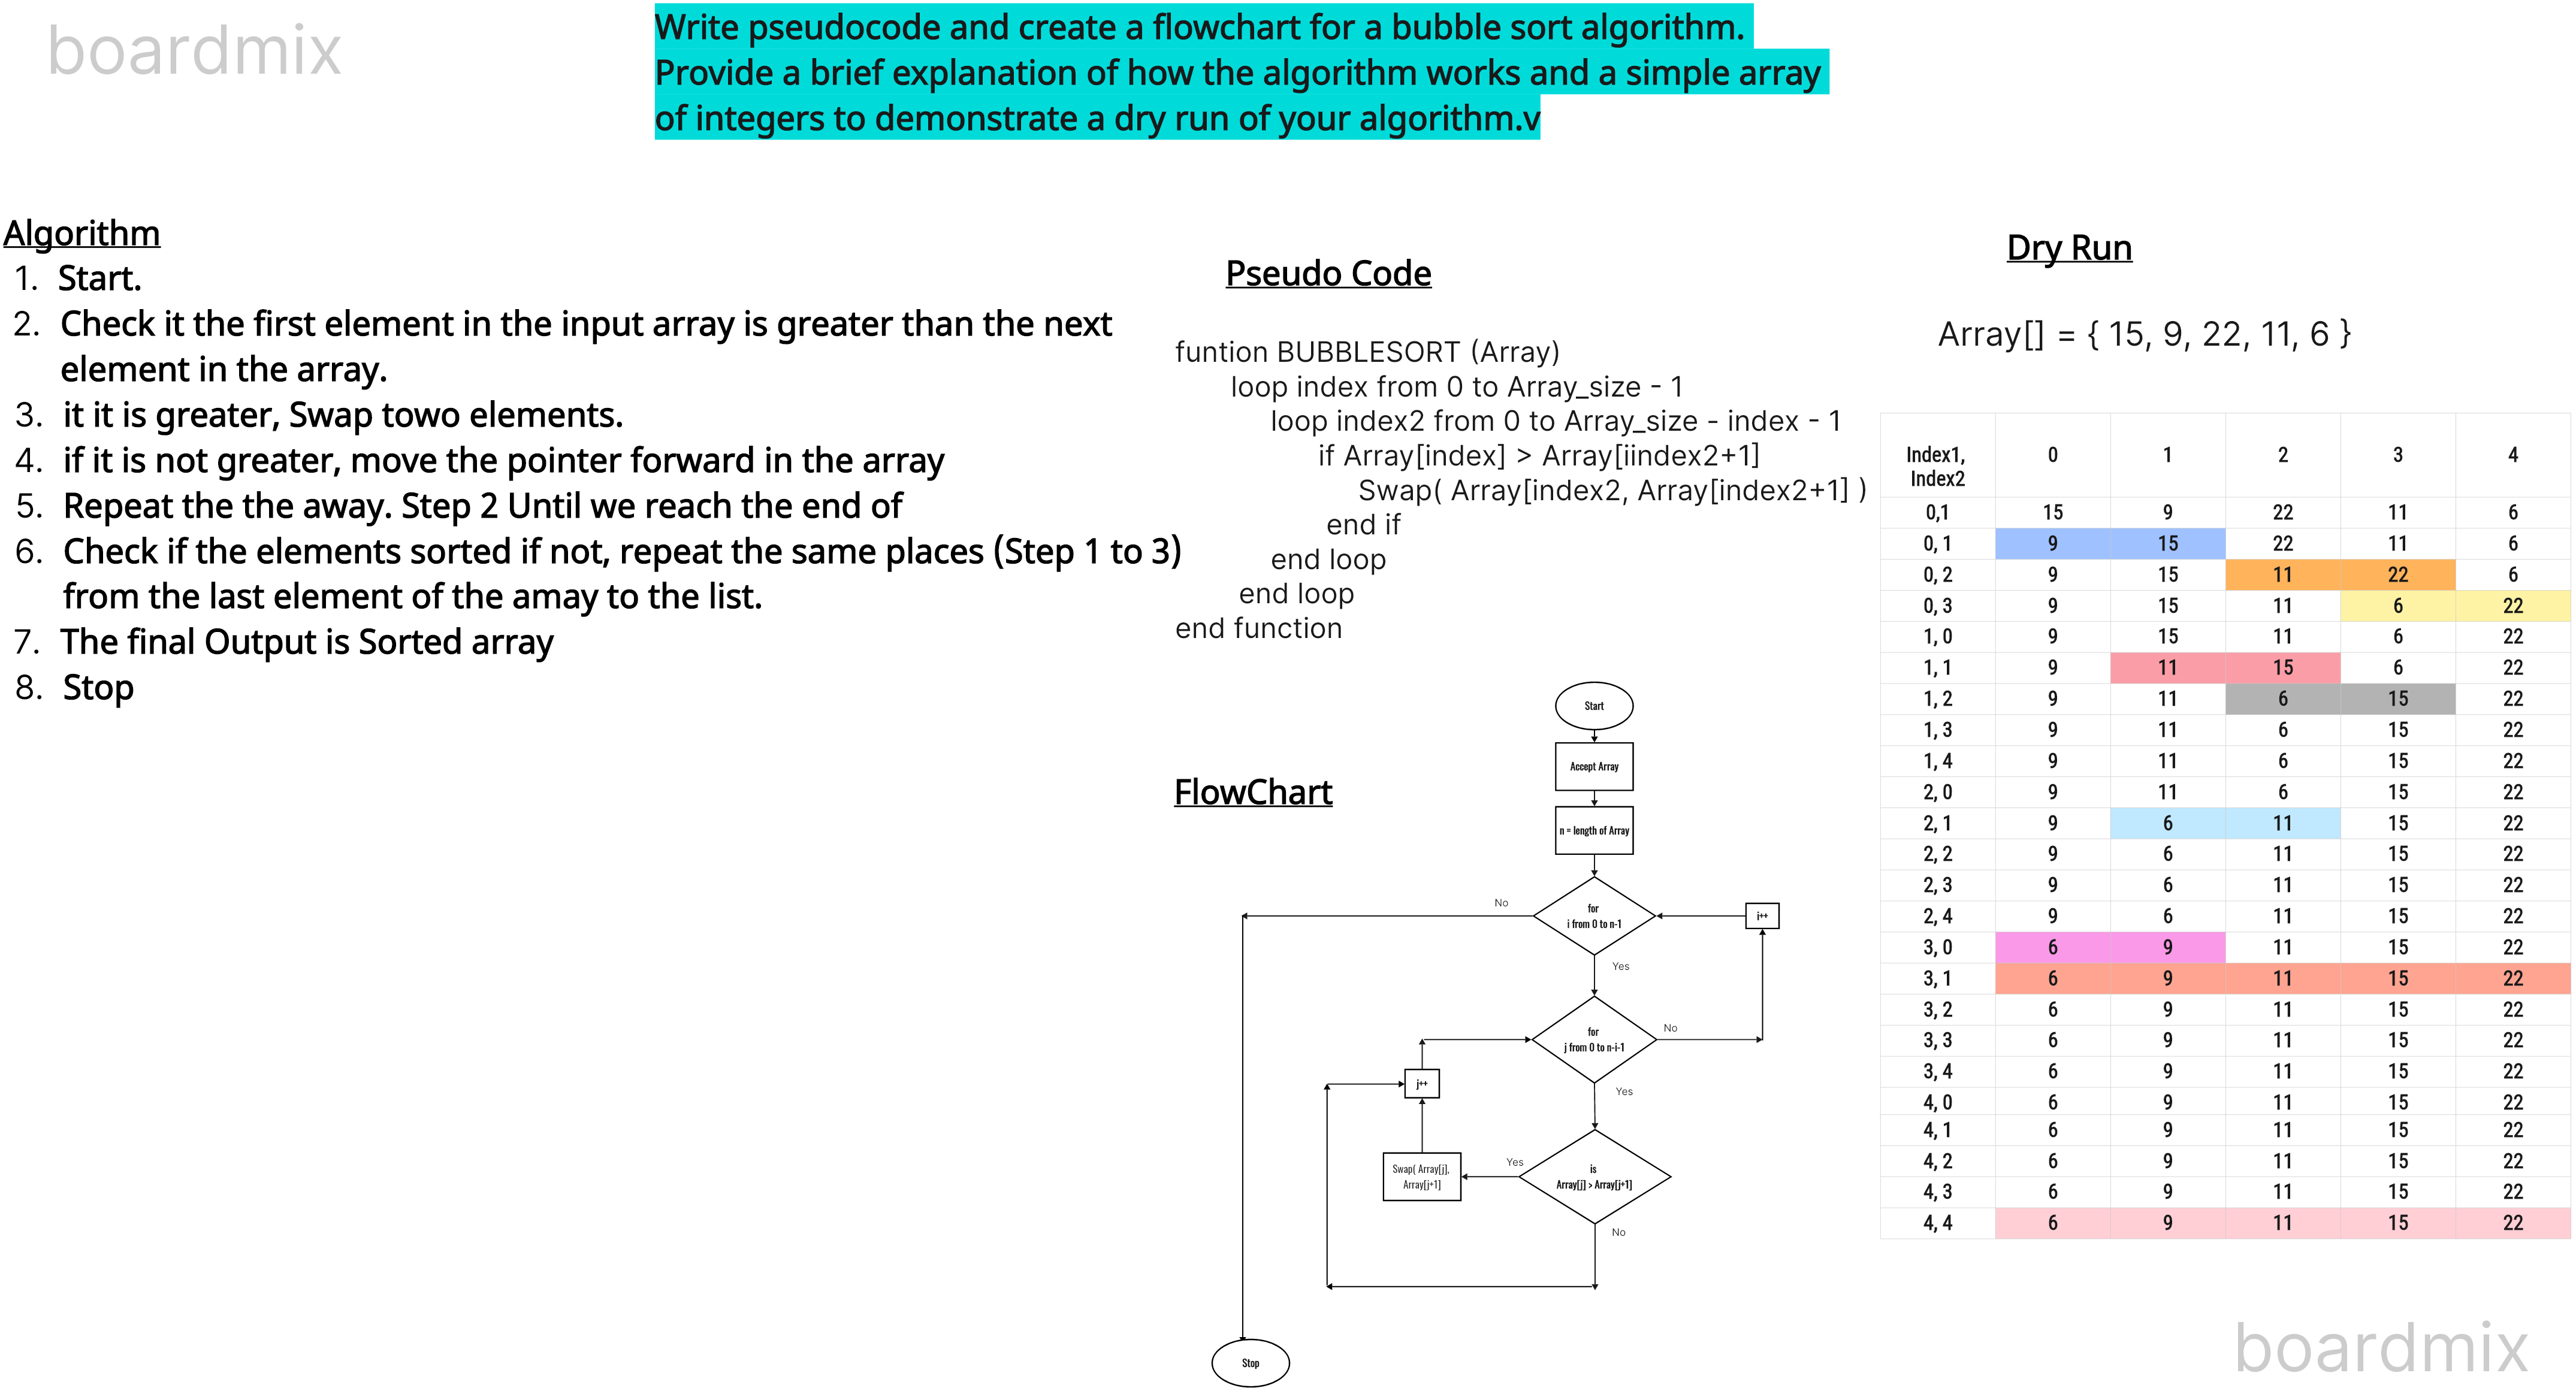 boardmix
Write pseudocode and create a flowchart for a bubble sort algorithm.
Provide a brief explanation of how the algorithm works and a simple array
of integers to demonstrate a dry run of your algorithm.v
Algorithm
1. Start.
2. Check it the first element in the input array is greater than the next
element in the array.
3. it it is greater, Swap towo elements.
4. if it is not greater, move the pointer forward in the array
5. Repeat the the away. Step 2 Until we reach the end of
6. Check if the elements sorted if not, repeat the same places (Step 1 to 3)
from the last element of the amay to the list.
7. The final Output is Sorted array
8. Stop
Pseudo Code
funtion BUBBLESORT (Array)
loop index from 0 to Array_size - 1
loop index2 from 0 to Array_size - index - 1
if Array[index] > Array[iindex2+1]
Swap( Array[index2, Array[index2+1] )
end if
end loop
end loop
end function
FlowChart
Start
Accept Array
n = length of Array
for
i from 0 to n-1
No
i++
Yes
for
j from 0 to n-i-1
No
j++
Yes
is
Array[j] > Array[j+1]
Yes
Swap( Array[j],
Array[j+1]
No
Stop
Dry Run
Array[] = { 15, 9, 22, 11, 6 }
Index1,
Index2
0 1 2 3 4
0,1 15 9 22 11 6
0, 1 9 15 22 11 6
0, 2 9 15 11 22 6
0, 3 9 15 11 6 22
1, 0 9 15 11 6 22
1, 1 9 11 15 6 22
1, 2 9 11 6 15 22
1, 3 9 11 6 15 22
1, 4 9 11 6 15 22
2, 0 9 11 6 15 22
2, 1 9 6 11 15 22
2, 2 9 6 11 15 22
2, 3 9 6 11 15 22
2, 4 9 6 11 15 22
3, 0 6 9 11 15 22
3, 1 6 9 11 15 22
3, 2 6 9 11 15 22
3, 3 6 9 11 15 22
3, 4 6 9 11 15 22
4, 0 6 9 11 15 22
4, 1 6 9 11 15 22
4, 2 6 9 11 15 22
4, 3 6 9 11 15 22
4, 4 6 9 11 15 22
boardmix